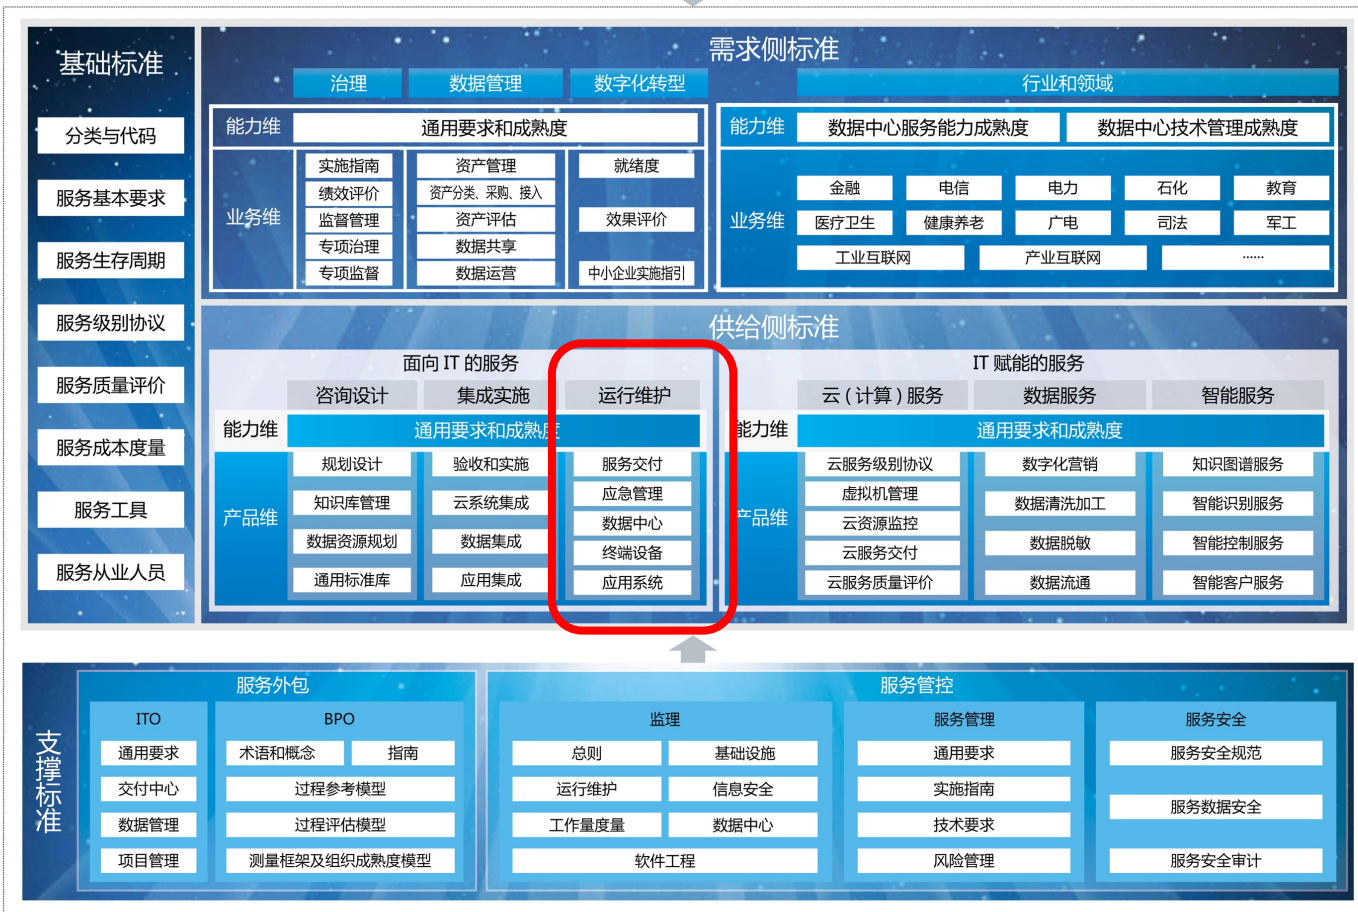 基础标准
分类与代码
服务基本要求
服务生存周期
服务级别协议
服务质量评价
服务成本度量
服务工具
服务从业人员
需求侧标准
治理 数据管理 数字化转型
能力维 通用要求和成熟度
业务维
实施指南 资产管理 就绪度
绩效评价 资产分类、采购、接入
监督管理 资产评估 效果评价
专项治理 数据共享
专项监督 数据运营 中小企业实施指引
行业和领域
能力维 数据中心服务能力成熟度 数据中心技术管理成熟度
业务维
金融 电信 电力 石化 教育
医疗卫生 健康养老 广电 司法 军工
工业互联网 产业互联网 ......
供给侧标准
面向 IT 的服务
咨询设计 集成实施 运行维护
能力维 通用要求和成熟度
产品维
规划设计 验收和实施 服务交付
知识库管理 云系统集成 应急管理
数据资源规划 数据集成 数据中心
通用标准库 应用集成 终端设备
应用系统
IT 赋能的服务
云 ( 计算 ) 服务 数据服务 智能服务
能力维 通用要求和成熟度
产品维
云服务级别协议 数字化营销 知识图谱服务
虚拟机管理 数据清洗加工 智能识别服务
云资源监控 数据脱敏 智能控制服务
云服务交付 数据流通 智能客户服务
云服务质量评价
支撑标准
服务外包
ITO BPO
通用要求 术语和概念 指南
交付中心 过程参考模型
数据管理 过程评估模型
项目管理 测量框架及组织成熟度模型
服务管控
监理 服务管理 服务安全
总则 基础设施 通用要求 服务安全规范
运行维护 信息安全 实施指南 服务数据安全
工作量度量 数据中心 技术要求 服务安全审计
软件工程 风险管理